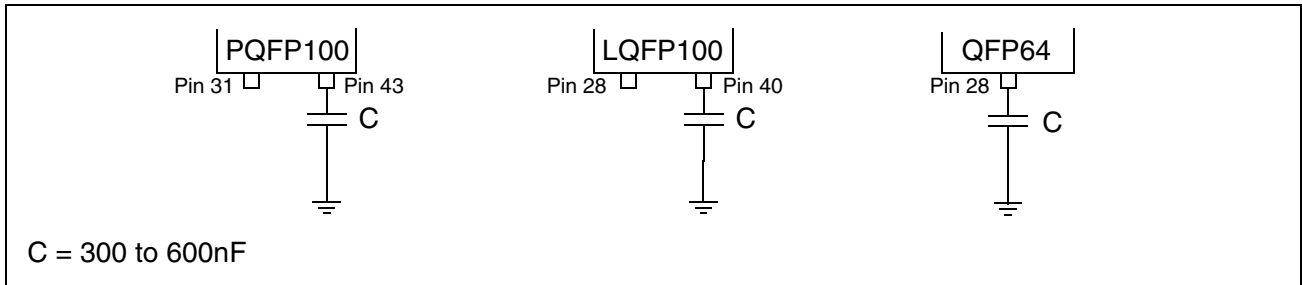 PQFP100
LQFP100
QFP64
Pin 31
Pin 43
Pin 28
Pin 40
Pin 28
C
C
C
C = 300 to 600nF